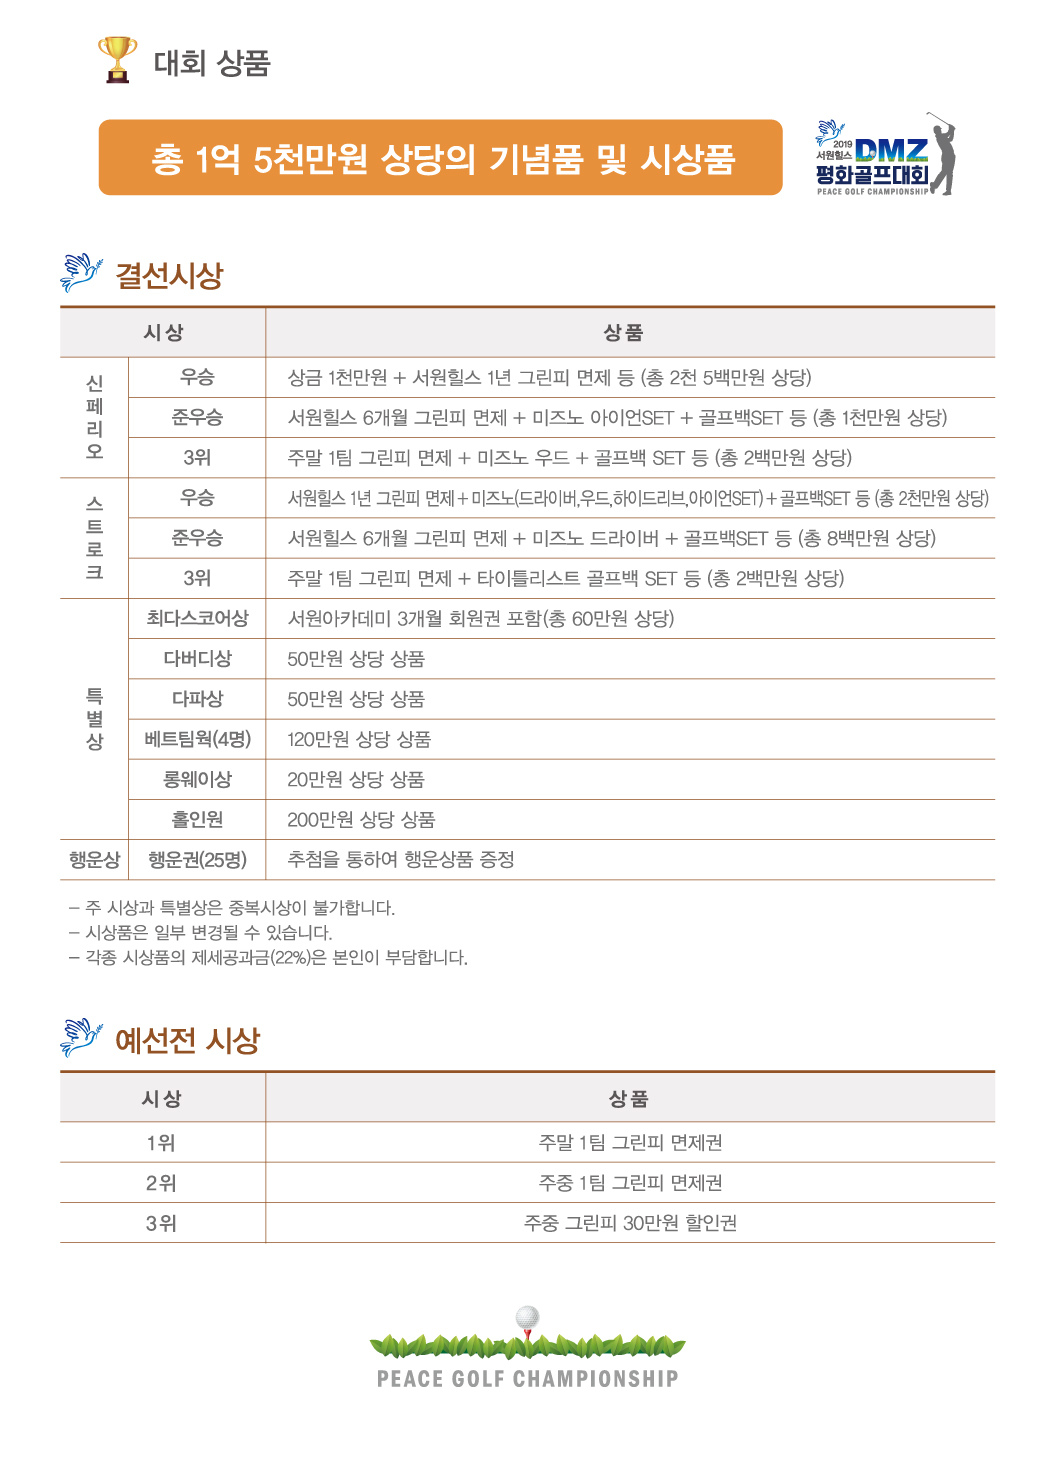 대회 상품
총 1억 5천만원 상당의 기념품 및 시상품
2019
서원힐스 DMZ
평화골프대회
PEACE GOLF CHAMPIONSHIP
결선시상
시상 상품
신페리오
우승 상금 1천만원 + 서원힐스 1년 그린피 면제 등 (총 2천 5백만원 상당)
준우승 서원힐스 6개월 그린피 면제 + 미즈노 아이언SET + 골프백SET 등 (총 1천만원 상당)
3위 주말 1팀 그린피 면제 + 미즈노 우드 + 골프백 SET 등 (총 2백만원 상당)
스트로크
우승 서원힐스 1년 그린피 면제 + 미즈노(드라이버,우드,하이드리브,아이언SET) + 골프백SET 등 (총 2천만원 상당)
준우승 서원힐스 6개월 그린피 면제 + 미즈노 드라이버 + 골프백SET 등 (총 8백만원 상당)
3위 주말 1팀 그린피 면제 + 타이틀리스트 골프백 SET 등 (총 2백만원 상당)
특별상
최다스코어상 서원아카데미 3개월 회원권 포함(총 60만원 상당)
다버디상 50만원 상당 상품
다파상 50만원 상당 상품
베트팀웍(4명) 120만원 상당 상품
롱웨이상 20만원 상당 상품
홀인원 200만원 상당 상품
행운상 행운권(25명) 추첨을 통하여 행운상품 증정
- 주 시상과 특별상은 중복시상이 불가합니다.
- 시상품은 일부 변경될 수 있습니다.
- 각종 시상품의 제세공과금(22%)은 본인이 부담합니다.
예선전 시상
시상 상품
1위 주말 1팀 그린피 면제권
2위 주중 1팀 그린피 면제권
3위 주중 그린피 30만원 할인권
PEACE GOLF CHAMPIONSHIP